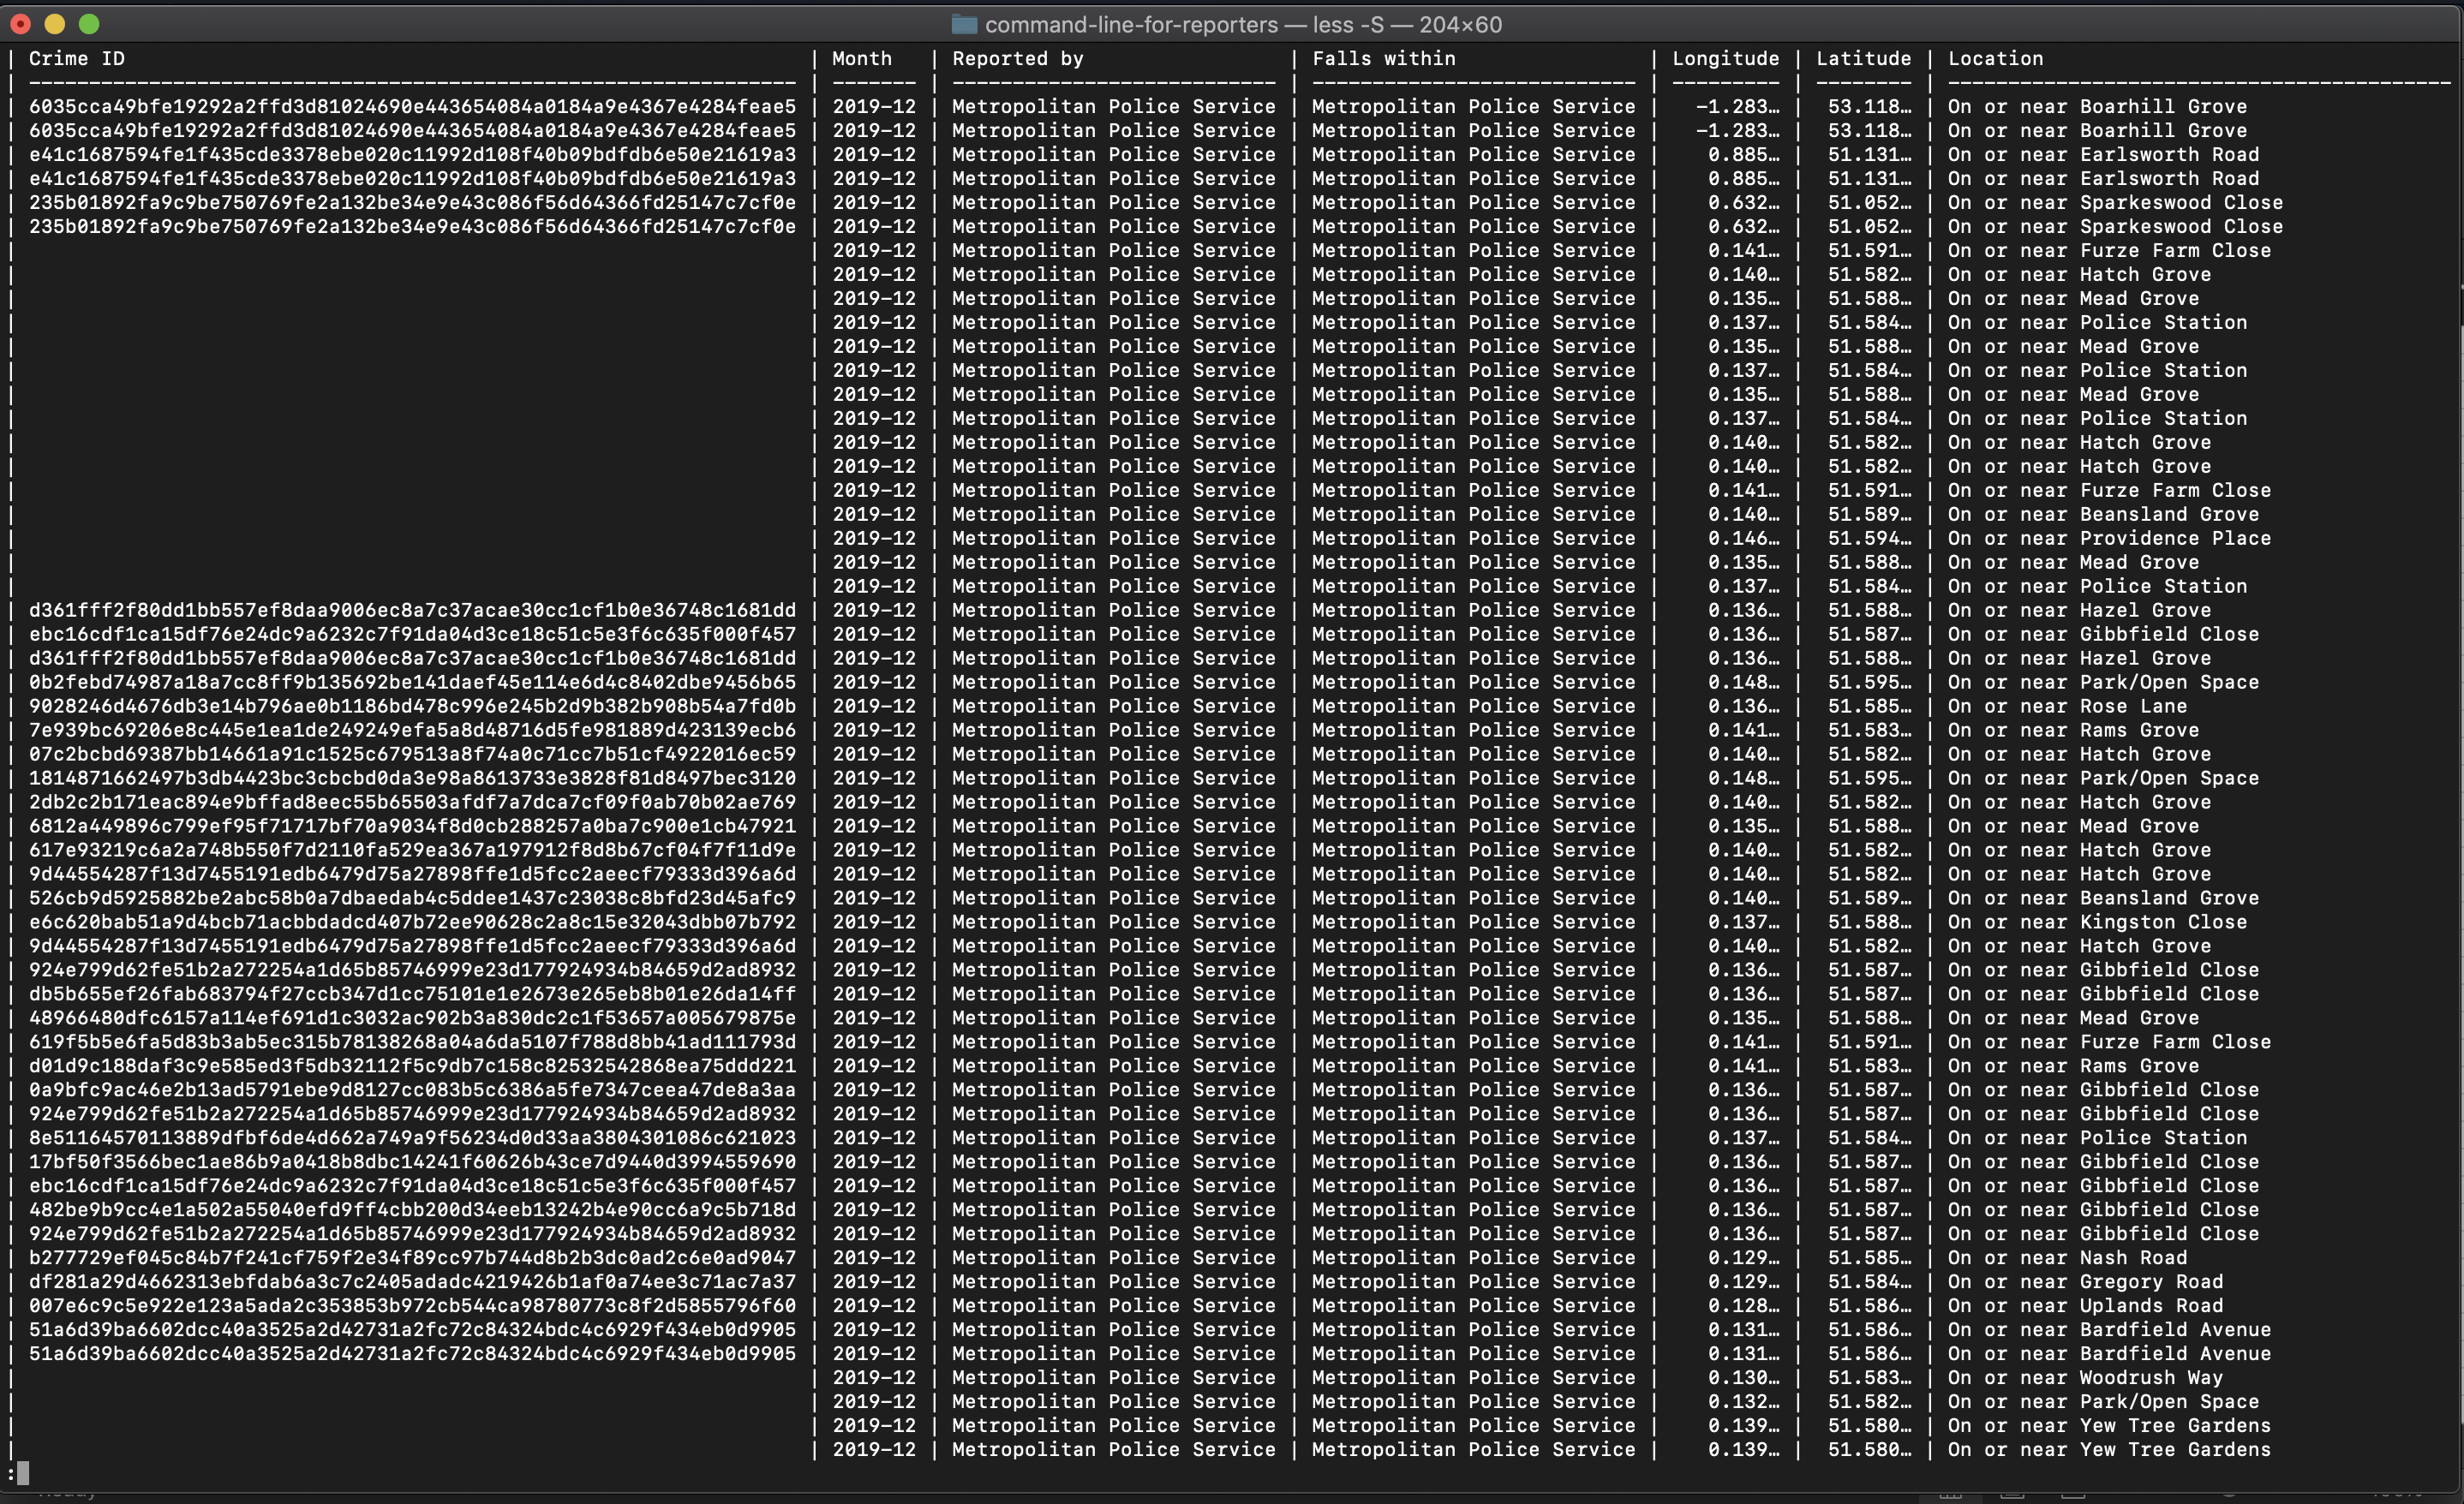 command-line-for-reporters — less -S — 204×60
| Crime ID | Month | Reported by | Falls within | Longitude | Latitude | Location
| ---------------------------------------------------------------- | ------- | --------------------------- | --------------------------- | --------- | -------- | ------------------------------------------
| 6035cca49bfe19292a2ffd3d81024690e443654084a0184a9e4367e4284feae5 | 2019-12 | Metropolitan Police Service | Metropolitan Police Service | -1.283… | 53.118… | On or near Boarhill Grove
| 6035cca49bfe19292a2ffd3d81024690e443654084a0184a9e4367e4284feae5 | 2019-12 | Metropolitan Police Service | Metropolitan Police Service | -1.283… | 53.118… | On or near Boarhill Grove
| e41c1687594fe1f435cde3378ebe020c11992d108f40b09bdfdb6e50e21619a3 | 2019-12 | Metropolitan Police Service | Metropolitan Police Service | 0.885… | 51.131… | On or near Earlsworth Road
| e41c1687594fe1f435cde3378ebe020c11992d108f40b09bdfdb6e50e21619a3 | 2019-12 | Metropolitan Police Service | Metropolitan Police Service | 0.885… | 51.131… | On or near Earlsworth Road
| 235b01892fa9c9be750769fe2a132be34e9e43c086f56d64366fd25147c7cf0e | 2019-12 | Metropolitan Police Service | Metropolitan Police Service | 0.632… | 51.052… | On or near Sparkeswood Close
| 235b01892fa9c9be750769fe2a132be34e9e43c086f56d64366fd25147c7cf0e | 2019-12 | Metropolitan Police Service | Metropolitan Police Service | 0.632… | 51.052… | On or near Sparkeswood Close
| | 2019-12 | Metropolitan Police Service | Metropolitan Police Service | 0.141… | 51.591… | On or near Furze Farm Close
| | 2019-12 | Metropolitan Police Service | Metropolitan Police Service | 0.140… | 51.582… | On or near Hatch Grove
| | 2019-12 | Metropolitan Police Service | Metropolitan Police Service | 0.135… | 51.588… | On or near Mead Grove
| | 2019-12 | Metropolitan Police Service | Metropolitan Police Service | 0.137… | 51.584… | On or near Police Station
| | 2019-12 | Metropolitan Police Service | Metropolitan Police Service | 0.135… | 51.588… | On or near Mead Grove
| | 2019-12 | Metropolitan Police Service | Metropolitan Police Service | 0.137… | 51.584… | On or near Police Station
| | 2019-12 | Metropolitan Police Service | Metropolitan Police Service | 0.135… | 51.588… | On or near Mead Grove
| | 2019-12 | Metropolitan Police Service | Metropolitan Police Service | 0.137… | 51.584… | On or near Police Station
| | 2019-12 | Metropolitan Police Service | Metropolitan Police Service | 0.140… | 51.582… | On or near Hatch Grove
| | 2019-12 | Metropolitan Police Service | Metropolitan Police Service | 0.140… | 51.582… | On or near Hatch Grove
| | 2019-12 | Metropolitan Police Service | Metropolitan Police Service | 0.141… | 51.591… | On or near Furze Farm Close
| | 2019-12 | Metropolitan Police Service | Metropolitan Police Service | 0.140… | 51.589… | On or near Beansland Grove
| | 2019-12 | Metropolitan Police Service | Metropolitan Police Service | 0.146… | 51.594… | On or near Providence Place
| | 2019-12 | Metropolitan Police Service | Metropolitan Police Service | 0.135… | 51.588… | On or near Mead Grove
| | 2019-12 | Metropolitan Police Service | Metropolitan Police Service | 0.137… | 51.584… | On or near Police Station
| d361fff2f80dd1bb557ef8daa9006ec8a7c37acae30cc1cf1b0e36748c1681dd | 2019-12 | Metropolitan Police Service | Metropolitan Police Service | 0.136… | 51.588… | On or near Hazel Grove
| ebc16cdf1ca15df76e24dc9a6232c7f91da04d3ce18c51c5e3f6c635f000f457 | 2019-12 | Metropolitan Police Service | Metropolitan Police Service | 0.136… | 51.587… | On or near Gibbfield Close
| d361fff2f80dd1bb557ef8daa9006ec8a7c37acae30cc1cf1b0e36748c1681dd | 2019-12 | Metropolitan Police Service | Metropolitan Police Service | 0.136… | 51.588… | On or near Hazel Grove
| 0b2febd74987a18a7cc8ff9b135692be141daef45e114e6d4c8402dbe9456b65 | 2019-12 | Metropolitan Police Service | Metropolitan Police Service | 0.148… | 51.595… | On or near Park/Open Space
| 9028246d4676db3e14b796ae0b1186bd478c996e245b2d9b382b908b54a7fd0b | 2019-12 | Metropolitan Police Service | Metropolitan Police Service | 0.136… | 51.585… | On or near Rose Lane
| 7e939bc69206e8c445e1ea1de249249efa5a8d48716d5fe981889d423139ecb6 | 2019-12 | Metropolitan Police Service | Metropolitan Police Service | 0.141… | 51.583… | On or near Rams Grove
| 07c2bcbd69387bb14661a91c1525c679513a8f74a0c71cc7b51cf4922016ec59 | 2019-12 | Metropolitan Police Service | Metropolitan Police Service | 0.140… | 51.582… | On or near Hatch Grove
| 1814871662497b3db4423bc3cbcbd0da3e98a8613733e3828f81d8497bec3120 | 2019-12 | Metropolitan Police Service | Metropolitan Police Service | 0.148… | 51.595… | On or near Park/Open Space
| 2db2c2b171eac894e9bffad8eec55b65503afdf7a7dca7cf09f0ab70b02ae769 | 2019-12 | Metropolitan Police Service | Metropolitan Police Service | 0.140… | 51.582… | On or near Hatch Grove
| 6812a449896c799ef95f71717bf70a9034f8d0cb288257a0ba7c900e1cb47921 | 2019-12 | Metropolitan Police Service | Metropolitan Police Service | 0.135… | 51.588… | On or near Mead Grove
| 617e93219c6a2a748b550f7d2110fa529ea367a197912f8d8b67cf04f7f11d9e | 2019-12 | Metropolitan Police Service | Metropolitan Police Service | 0.140… | 51.582… | On or near Hatch Grove
| 9d44554287f13d7455191edb6479d75a27898ffe1d5fcc2aeecf79333d396a6d | 2019-12 | Metropolitan Police Service | Metropolitan Police Service | 0.140… | 51.582… | On or near Hatch Grove
| 526cb9d5925882be2abc58b0a7dbaedab4c5ddee1437c23038c8bfd23d45afc9 | 2019-12 | Metropolitan Police Service | Metropolitan Police Service | 0.140… | 51.589… | On or near Beansland Grove
| e6c620bab51a9d4bcb71acbbdadcd407b72ee90628c2a8c15e32043dbb07b792 | 2019-12 | Metropolitan Police Service | Metropolitan Police Service | 0.137… | 51.588… | On or near Kingston Close
| 9d44554287f13d7455191edb6479d75a27898ffe1d5fcc2aeecf79333d396a6d | 2019-12 | Metropolitan Police Service | Metropolitan Police Service | 0.140… | 51.582… | On or near Hatch Grove
| 924e799d62fe51b2a272254a1d65b85746999e23d177924934b84659d2ad8932 | 2019-12 | Metropolitan Police Service | Metropolitan Police Service | 0.136… | 51.587… | On or near Gibbfield Close
| db5b655ef26fab683794f27ccb347d1cc75101e1e2673e265eb8b01e26da14ff | 2019-12 | Metropolitan Police Service | Metropolitan Police Service | 0.136… | 51.587… | On or near Gibbfield Close
| 48966480dfc6157a114ef691d1c3032ac902b3a830dc2c1f53657a005679875e | 2019-12 | Metropolitan Police Service | Metropolitan Police Service | 0.135… | 51.588… | On or near Mead Grove
| 619f5b5e6fa5d83b3ab5ec315b78138268a04a6da5107f788d8bb41ad111793d | 2019-12 | Metropolitan Police Service | Metropolitan Police Service | 0.141… | 51.591… | On or near Furze Farm Close
| d01d9c188daf3c9e585ed3f5db32112f5c9db7c158c82532542868ea75ddd221 | 2019-12 | Metropolitan Police Service | Metropolitan Police Service | 0.141… | 51.583… | On or near Rams Grove
| 0a9bfc9ac46e2b13ad5791ebe9d8127cc083b5c6386a5fe7347ceea47de8a3aa | 2019-12 | Metropolitan Police Service | Metropolitan Police Service | 0.136… | 51.587… | On or near Gibbfield Close
| 924e799d62fe51b2a272254a1d65b85746999e23d177924934b84659d2ad8932 | 2019-12 | Metropolitan Police Service | Metropolitan Police Service | 0.136… | 51.587… | On or near Gibbfield Close
| 8e51164570113889dfbf6de4d662a749a9f56234d0d33aa3804301086c621023 | 2019-12 | Metropolitan Police Service | Metropolitan Police Service | 0.137… | 51.584… | On or near Police Station
| 17bf50f3566bec1ae86b9a0418b8dbc14241f60626b43ce7d9440d3994559690 | 2019-12 | Metropolitan Police Service | Metropolitan Police Service | 0.136… | 51.587… | On or near Gibbfield Close
| ebc16cdf1ca15df76e24dc9a6232c7f91da04d3ce18c51c5e3f6c635f000f457 | 2019-12 | Metropolitan Police Service | Metropolitan Police Service | 0.136… | 51.587… | On or near Gibbfield Close
| 482be9b9cc4e1a502a55040efd9ff4cbb200d34eeb13242b4e90cc6a9c5b718d | 2019-12 | Metropolitan Police Service | Metropolitan Police Service | 0.136… | 51.587… | On or near Gibbfield Close
| 924e799d62fe51b2a272254a1d65b85746999e23d177924934b84659d2ad8932 | 2019-12 | Metropolitan Police Service | Metropolitan Police Service | 0.136… | 51.587… | On or near Gibbfield Close
| b277729ef045c84b7f241cf759f2e34f89cc97b744d8b2b3dc0ad2c6e0ad9047 | 2019-12 | Metropolitan Police Service | Metropolitan Police Service | 0.129… | 51.585… | On or near Nash Road
| df281a29d4662313ebfdab6a3c7c2405adadc4219426b1af0a74ee3c71ac7a37 | 2019-12 | Metropolitan Police Service | Metropolitan Police Service | 0.129… | 51.584… | On or near Gregory Road
| 007e6c9c5e922e123a5ada2c353853b972cb544ca98780773c8f2d5855796f60 | 2019-12 | Metropolitan Police Service | Metropolitan Police Service | 0.128… | 51.586… | On or near Uplands Road
| 51a6d39ba6602dcc40a3525a2d42731a2fc72c84324bdc4c6929f434eb0d9905 | 2019-12 | Metropolitan Police Service | Metropolitan Police Service | 0.131… | 51.586… | On or near Bardfield Avenue
| 51a6d39ba6602dcc40a3525a2d42731a2fc72c84324bdc4c6929f434eb0d9905 | 2019-12 | Metropolitan Police Service | Metropolitan Police Service | 0.131… | 51.586… | On or near Bardfield Avenue
| | 2019-12 | Metropolitan Police Service | Metropolitan Police Service | 0.130… | 51.583… | On or near Woodrush Way
| | 2019-12 | Metropolitan Police Service | Metropolitan Police Service | 0.132… | 51.582… | On or near Park/Open Space
| | 2019-12 | Metropolitan Police Service | Metropolitan Police Service | 0.139… | 51.580… | On or near Yew Tree Gardens
| | 2019-12 | Metropolitan Police Service | Metropolitan Police Service | 0.139… | 51.580… | On or near Yew Tree Gardens
: